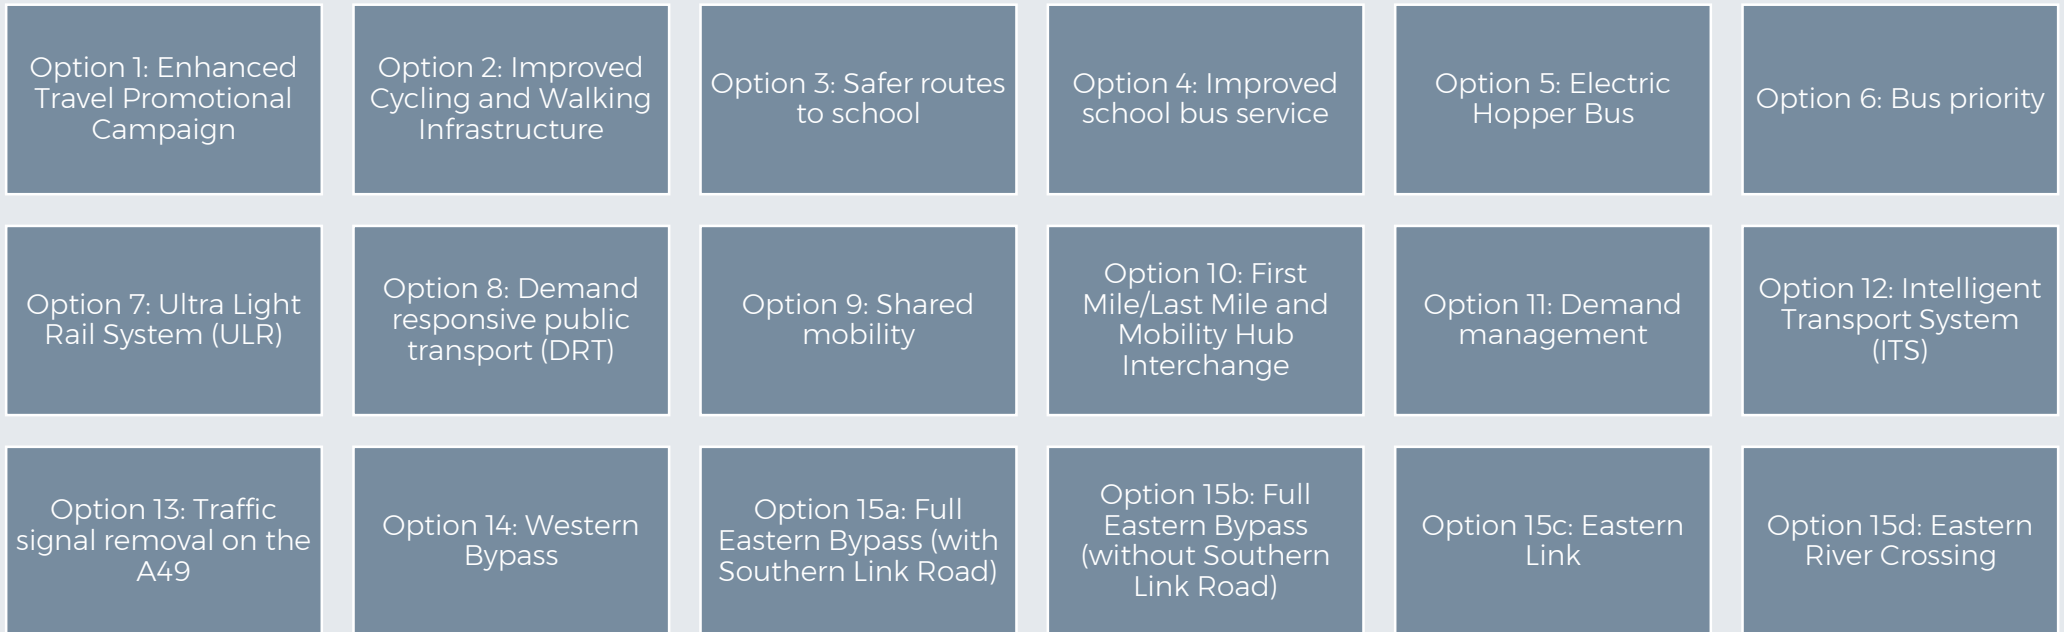 Option 1: Enhanced
Travel Promotional
Campaign
Option 2: Improved
Cycling and Walking
Infrastructure
Option 3: Safer routes
to school
Option 4: Improved
school bus service
Option 5: Electric
Hopper Bus
Option 6: Bus priority
Option 7: Ultra Light
Rail System (ULR)
Option 8: Demand
responsive public
transport (DRT)
Option 9: Shared
mobility
Option 10: First
Mile/Last Mile and
Mobility Hub
Interchange
Option 11: Demand
management
Option 12: Intelligent
Transport System
(ITS)
Option 13: Traffic
signal removal on the
A49
Option 14: Western
Bypass
Option 15a: Full
Eastern Bypass (with
Southern Link Road)
Option 15b: Full
Eastern Bypass
(without Southern
Link Road)
Option 15c: Eastern
Link
Option 15d: Eastern
River Crossing